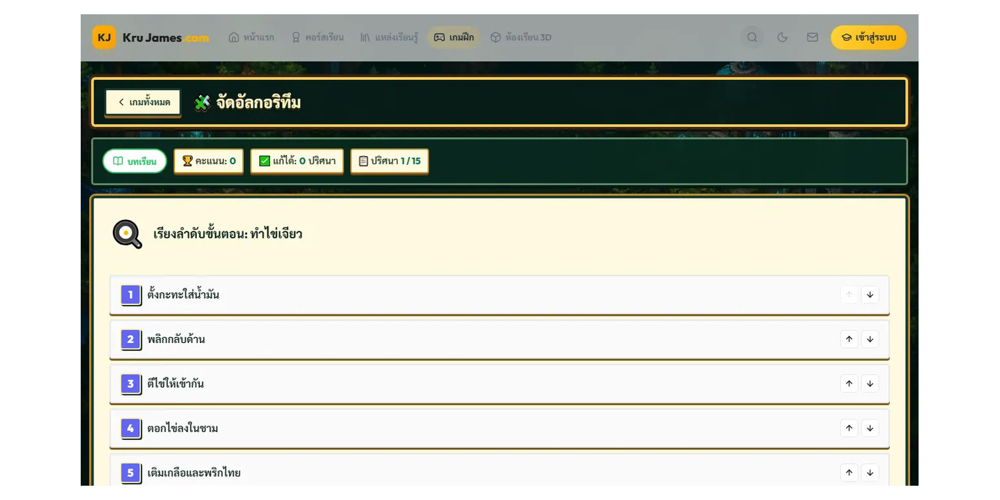 KJ Kru James.com หน้าแรก คอร์สเรียน แหล่งเรียนรู้ เกมฝึก ห้องเรียน 3D เข้าสู่ระบบ
เกมทั้งหมด จัดอัลกอริทึม
บทเรียน คะแนน: 0 แก้ได้: 0 ปริศนา ปริศนา 1 / 15
เรียงลำดับขั้นตอน: ทำไข่เจียว
1 ตั้งกะทะใส่น้ำมัน
2 พลิกกลับด้าน
3 ตีไข่ให้เข้ากัน
4 ตอกไข่ลงในชาม
5 เติมเกลือและพริกไทย